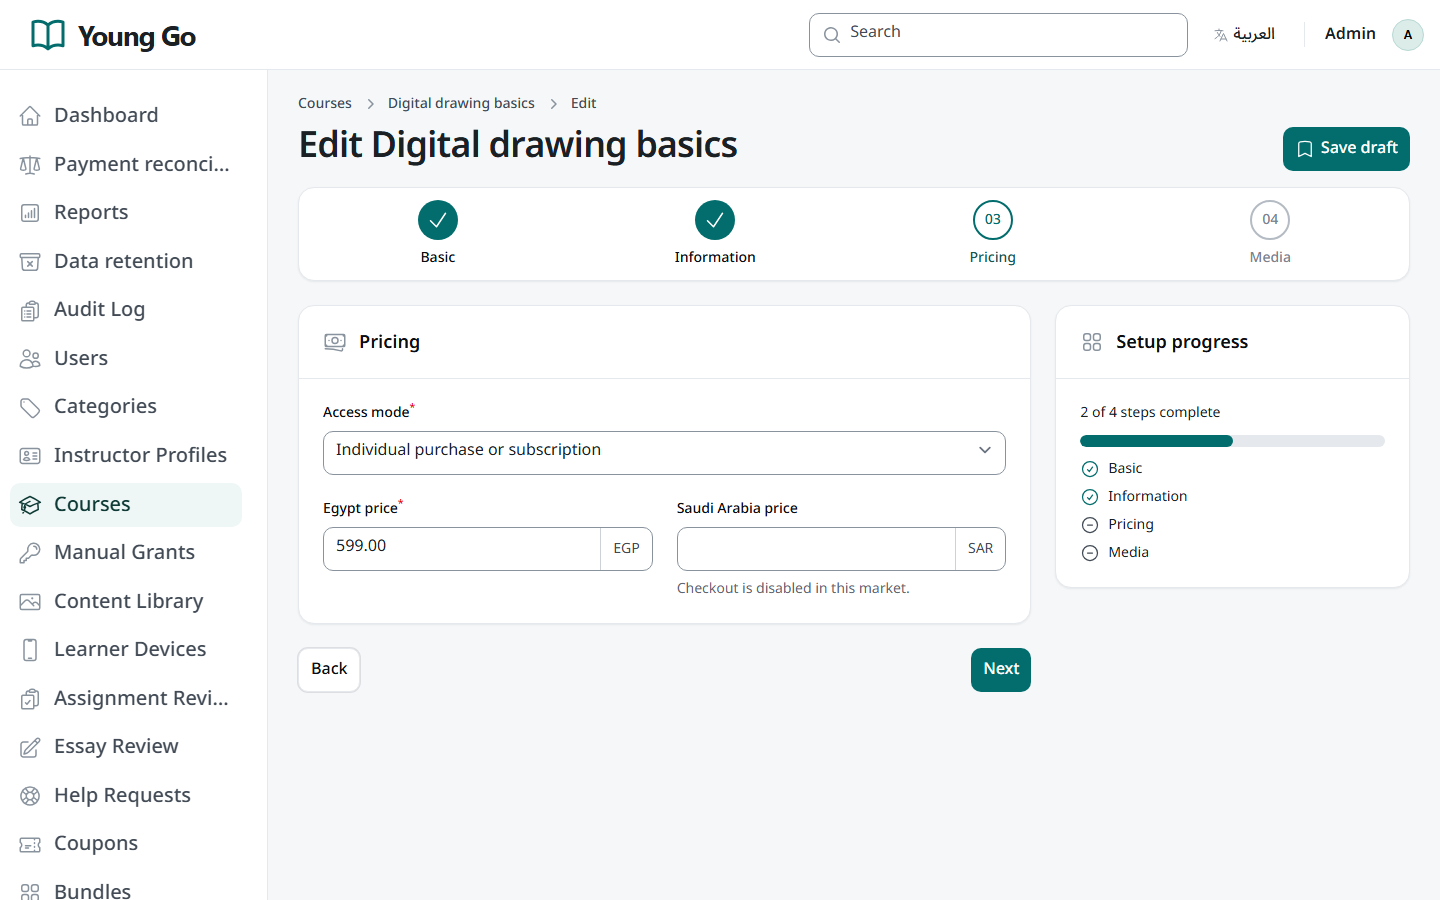 Young Go
Search
العربية
Admin
A
Dashboard
Payment reconci...
Reports
Data retention
Audit Log
Users
Categories
Instructor Profiles
Courses
Manual Grants
Content Library
Learner Devices
Assignment Revi...
Essay Review
Help Requests
Coupons
Bundles
Courses > Digital drawing basics > Edit
Edit Digital drawing basics
Save draft
Basic
Information
03
Pricing
04
Media
Pricing
Access mode*
Individual purchase or subscription
Egypt price*
599.00 EGP
Saudi Arabia price
SAR
Checkout is disabled in this market.
Back
Next
Setup progress
2 of 4 steps complete
Basic
Information
Pricing
Media